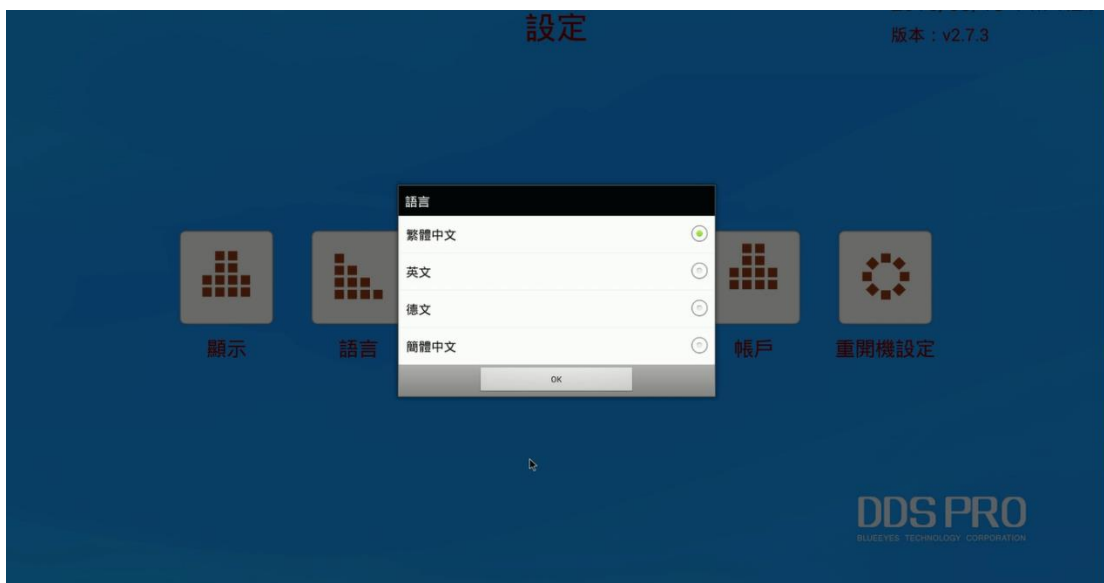 設定
版本：v2.7.3
語言
繁體中文
英文
德文
簡體中文
OK
顯示
語言
帳戶
重開機設定
DDS PRO
BLUEEYES TECHNOLOGY CORPORATION